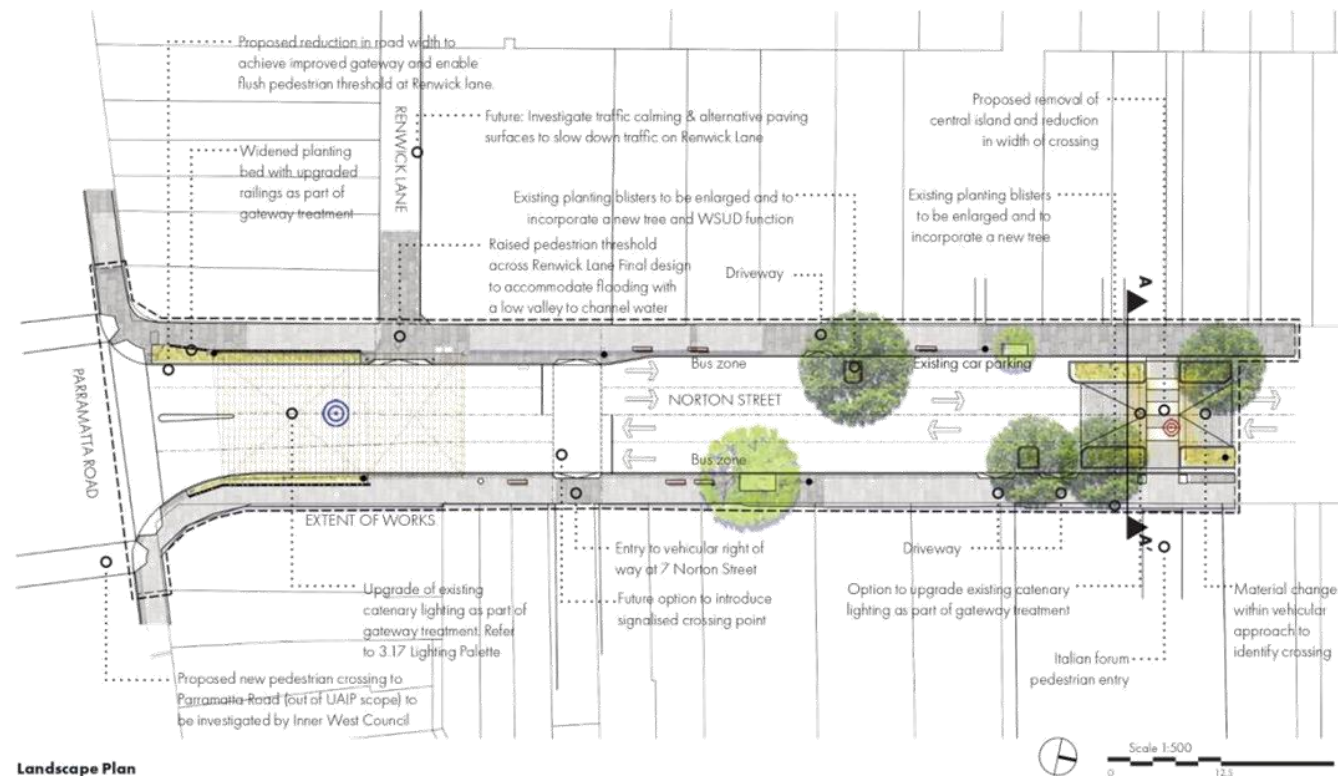 Proposed reduction in road width to
achieve improved gateway and enable
flush pedestrian threshold at Renwick lane.
RENWICK LANE
Future: Investigate traffic calming & alternative paving
surfaces to slow down traffic on Renwick Lane
Proposed removal of
central island and reduction
in width of crossing
Widened planting
bed with upgraded
railings as part of
gateway treatment
Existing planting blisters to be enlarged and to
incorporate a new tree and WSUD function
Existing planting blisters
to be enlarged and to
incorporate a new tree
Raised pedestrian threshold
across Renwick Lane Final design
to accommodate flooding with
a low valley to channel water
Driveway
A
Bus zone
Existing car parking
PARRAMATTA ROAD
NORTON STREET
Bus zone
EXTENT OF WORKS
A
Entry to vehicular right of
way at 7 Norton Street
Driveway
Upgrade of existing
catenary lighting as part of
gateway treatment. Refer
to 3.17 Lighting Palette
Future option to introduce
signalised crossing point
Option to upgrade existing catenary
lighting as part of gateway treatment
Material change
within vehicular
approach to
identify crossing
Italian forum
pedestrian entry
Proposed new pedestrian crossing to
Parramatta Road (out of UAIP scope) to
be investigated by Inner West Council
Landscape Plan
Scale 1:500
0
12.5